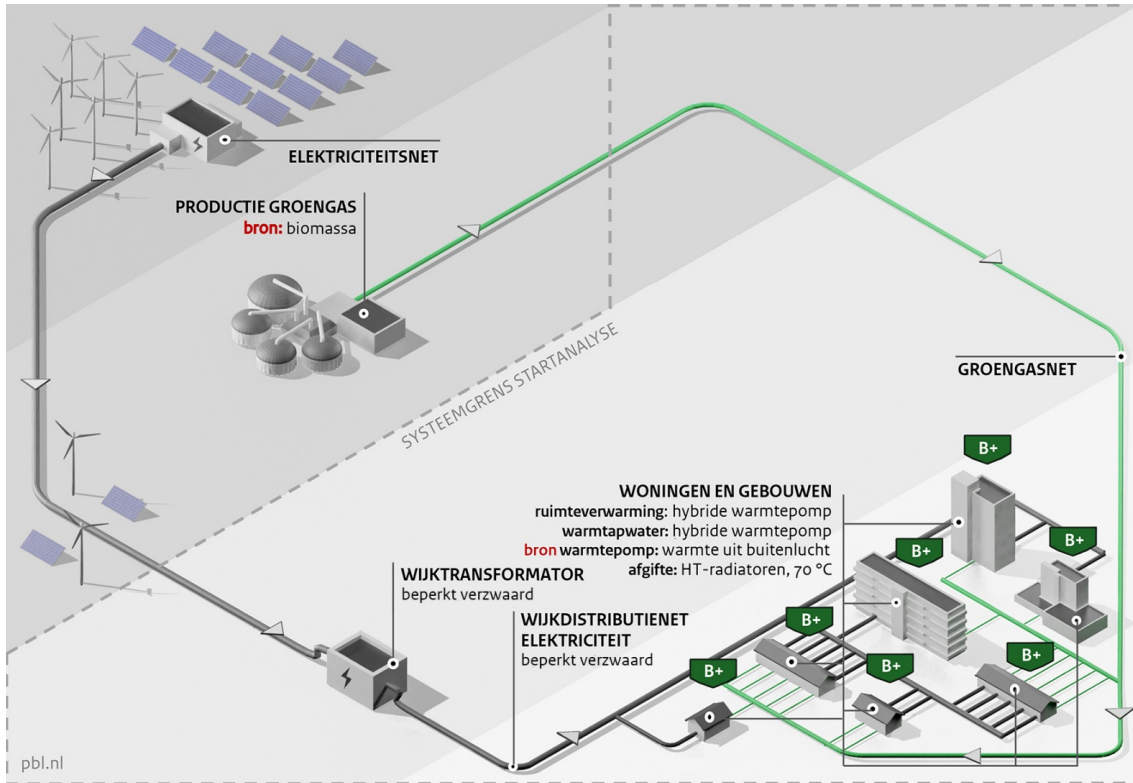 ELEKTRICITEITSNET
PRODUCTIE GROENGAS
bron: biomassa
SYSTEEMGRENS STARTANALYSE
GROENGASNET
B+
WONINGEN EN GEBOUWEN
ruimteverwarming: hybride warmtepomp
warmtapwater: hybride warmtepomp
bron warmtepomp: warmte uit buitenlucht
afgifte: HT-radiatoren, 70 °C
B+
B+
WIJKTRANSFORMATOR
beperkt verzwaard
WIJKDISTRIBUTIENET
ELEKTRICITEIT
beperkt verzwaard
B+
B+
B+
B+
pbl.nl